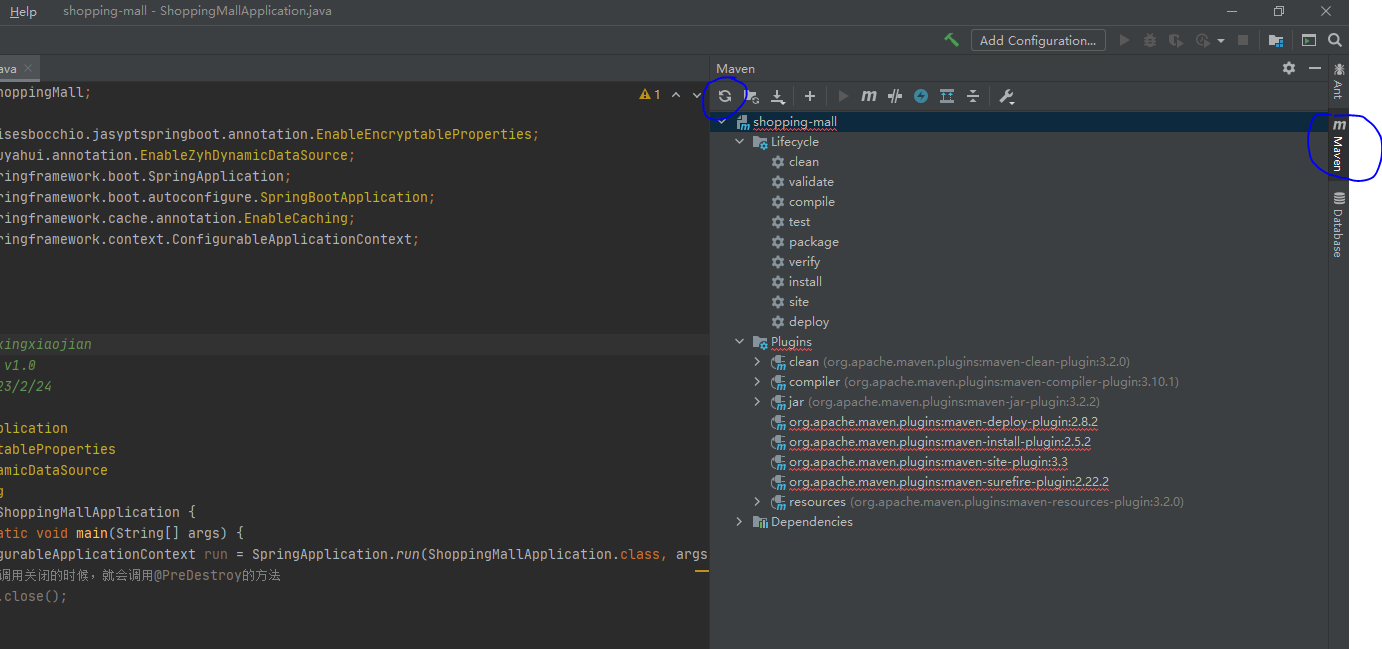 Help shopping-mall - ShoppingMallApplication.java
Add Configuration...
ava
Maven
oppingMall;
1
isesbocchio.jasyptspringboot.annotation.EnableEncryptableProperties;
uyahui.annotation.EnableZyhDynamicDataSource;
ringframework.boot.SpringApplication;
ringframework.boot.autoconfigure.SpringBootApplication;
ringframework.cache.annotation.EnableCaching;
ringframework.context.ConfigurableApplicationContext;
xingxiaojian
v1.0
23/2/24
plication
tableProperties
amicDataSource
g
ShoppingMallApplication {
atic void main(String[] args) {
gurableApplicationContext run = SpringApplication.run(ShoppingMallApplication.class, args
调用关闭的时候，就会调用@PreDestroy的方法
.close();
shopping-mall
Lifecycle
clean
validate
compile
test
package
verify
install
site
deploy
Plugins
clean (org.apache.maven.plugins:maven-clean-plugin:3.2.0)
compiler (org.apache.maven.plugins:maven-compiler-plugin:3.10.1)
jar (org.apache.maven.plugins:maven-jar-plugin:3.2.2)
org.apache.maven.plugins:maven-deploy-plugin:2.8.2
org.apache.maven.plugins:maven-install-plugin:2.5.2
org.apache.maven.plugins:maven-site-plugin:3.3
org.apache.maven.plugins:maven-surefire-plugin:2.22.2
resources (org.apache.maven.plugins:maven-resources-plugin:3.2.0)
Dependencies
Ant
Maven
Database